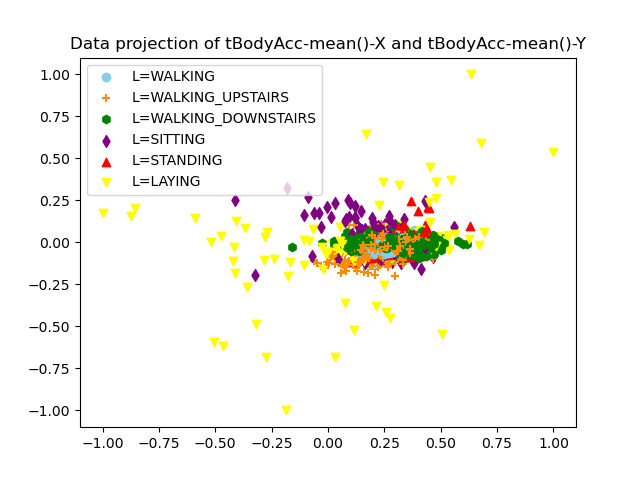 Data projection of tBodyAcc-mean()-X and tBodyAcc-mean()-Y
L=WALKING
L=WALKING_UPSTAIRS
L=WALKING_DOWNSTAIRS
L=SITTING
L=STANDING
L=LAYING
1.00
0.75
0.50
0.25
0.00
−0.25
−0.50
−0.75
−1.00
−1.00 −0.75 −0.50 −0.25 0.00 0.25 0.50 0.75 1.00